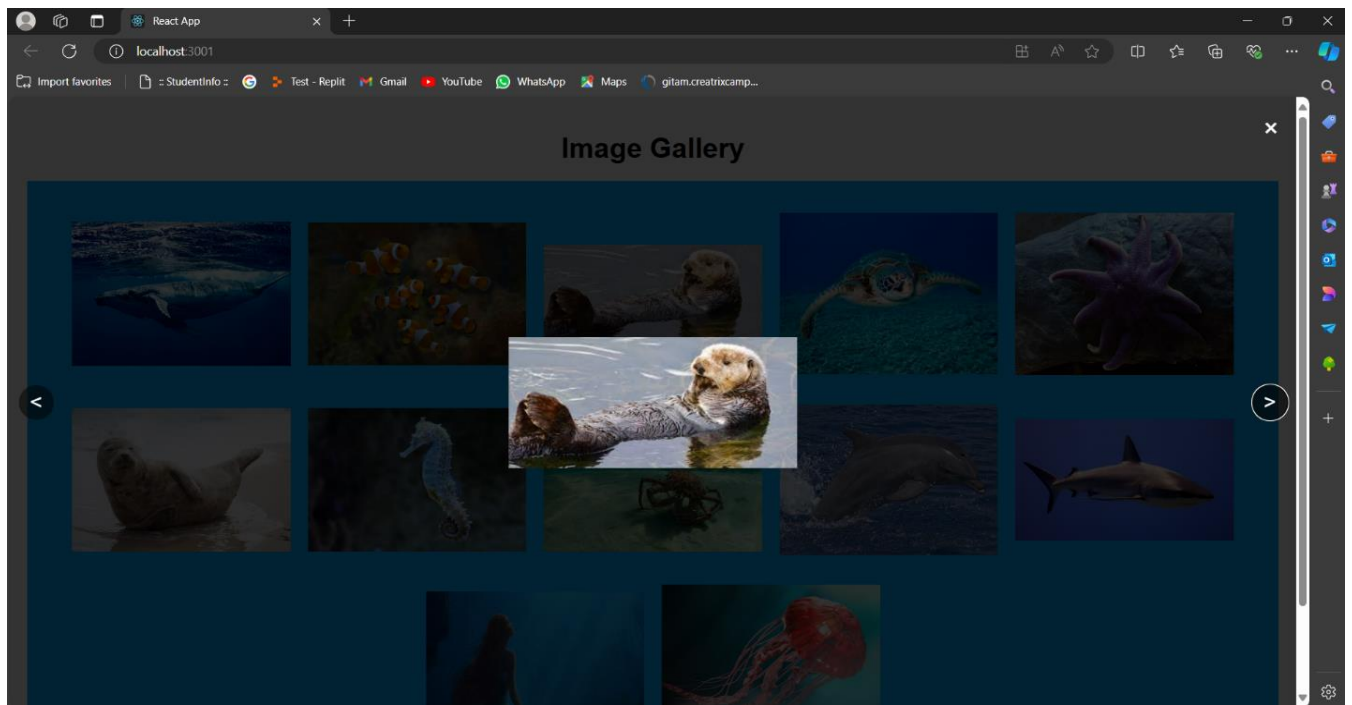 React App
localhost:3001
Import favorites :: StudentInfo :: Test - Replit Gmail YouTube WhatsApp Maps gitam.creatrixcamp...
×
Image Gallery
< >